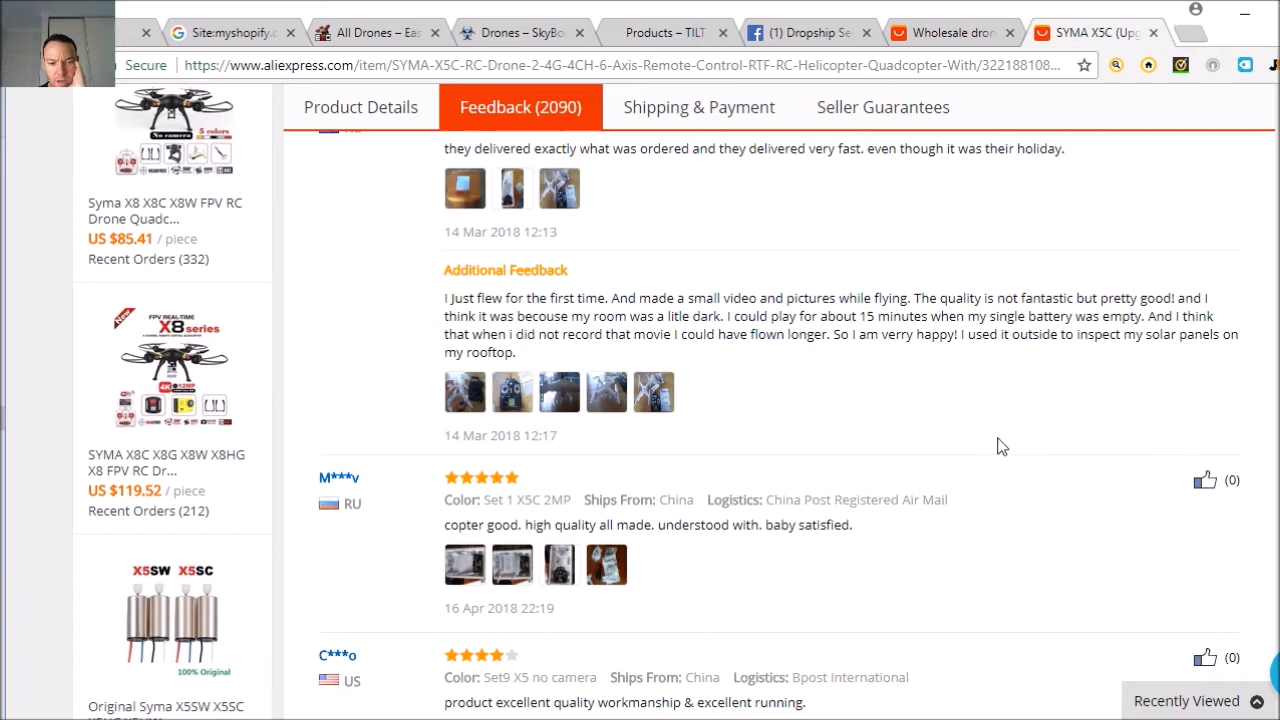 Site:myshopify.c
All Drones – Eas
Drones – SkyBo
Products – TILT
(1) Dropship Se
Wholesale dron
SYMA X5C (Upg
Secure
https://www.aliexpress.com/item/SYMA-X5C-RC-Drone-2-4G-4CH-6-Axis-Remote-Control-RTF-RC-Helicopter-Quadcopter-With/322188108...
Product Details
Feedback (2090)
Shipping & Payment
Seller Guarantees
No camera
5 colors
Syma X8 X8C X8W FPV RC
Drone Quadc...
US $85.41 / piece
Recent Orders (332)
New
FPV REAL-TIME
X8 series
4K
12MP
SYMA X8C X8G X8W X8HG
X8 FPV RC Dr...
US $119.52 / piece
Recent Orders (212)
X5SW X5SC
100% Original
Original Syma X5SW X5SC
they delivered exactly what was ordered and they delivered very fast. even though it was their holiday.
14 Mar 2018 12:13
Additional Feedback
I Just flew for the first time. And made a small video and pictures while flying. The quality is not fantastic but pretty good! and I
think it was becouse my room was a litle dark. I could play for about 15 minutes when my single battery was empty. And I think
that when i did not record that movie I could have flown longer. So I am verry happy! I used it outside to inspect my solar panels on
my rooftop.
14 Mar 2018 12:17
M***v
RU
(0)
Color: Set 1 X5C 2MP Ships From: China Logistics: China Post Registered Air Mail
copter good. high quality all made. understood with. baby satisfied.
16 Apr 2018 22:19
C***o
US
(0)
Color: Set9 X5 no camera Ships From: China Logistics: Bpost International
product excellent quality workmanship & excellent running.
Recently Viewed